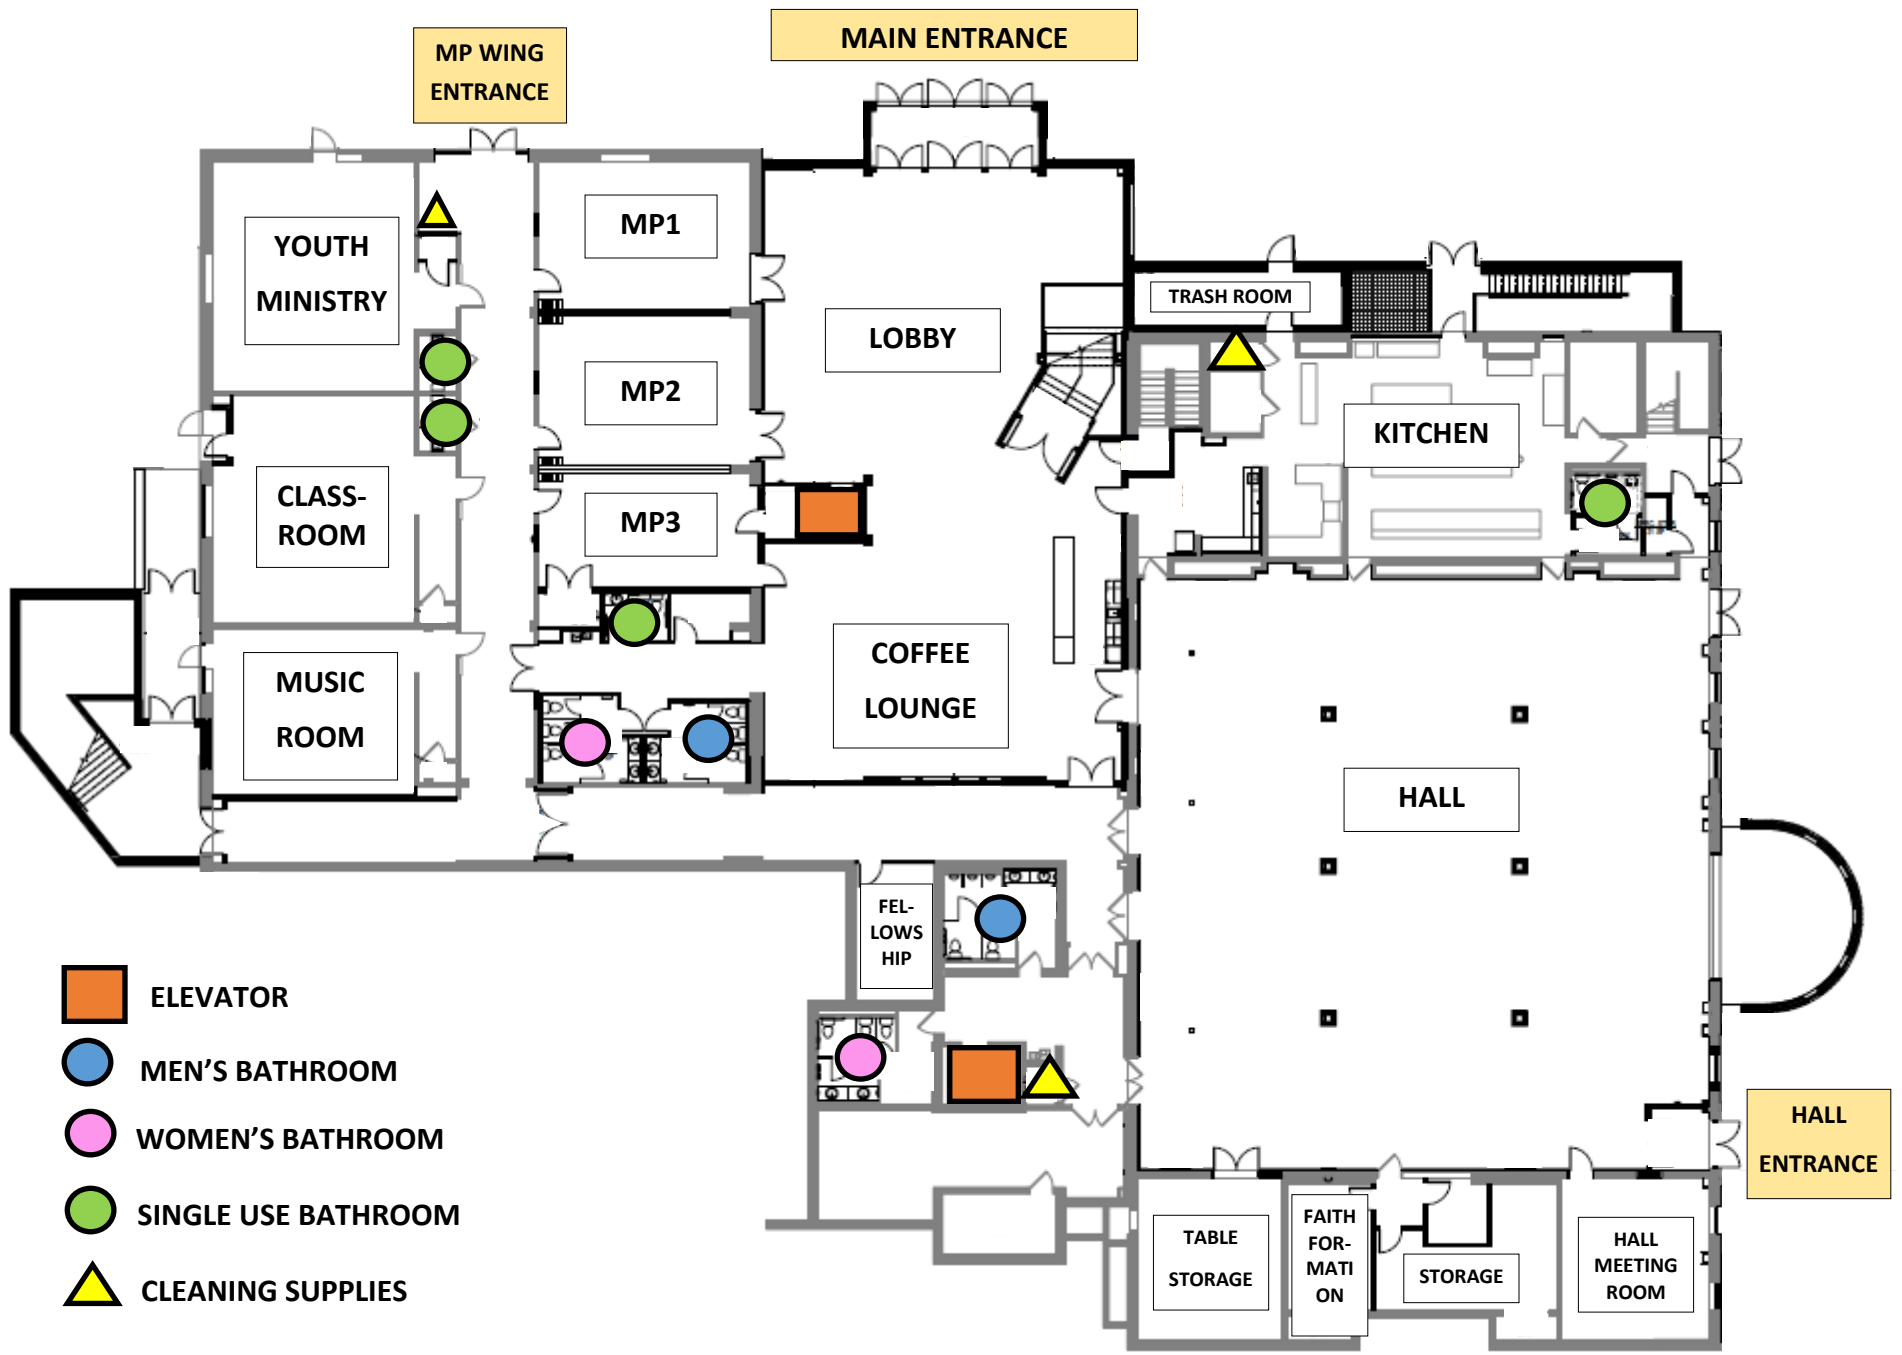 MAIN ENTRANCE
MP WING
ENTRANCE
YOUTH
MINISTRY
MP1
LOBBY
TRASH ROOM
MP2
KITCHEN
CLASS-
ROOM
MP3
COFFEE
LOUNGE
MUSIC
ROOM
HALL
FEL-
LOWS
HIP
ELEVATOR
MEN’S BATHROOM
WOMEN’S BATHROOM
SINGLE USE BATHROOM
CLEANING SUPPLIES
HALL
ENTRANCE
TABLE
STORAGE
FAITH
FOR-
MATI
ON
STORAGE
HALL
MEETING
ROOM